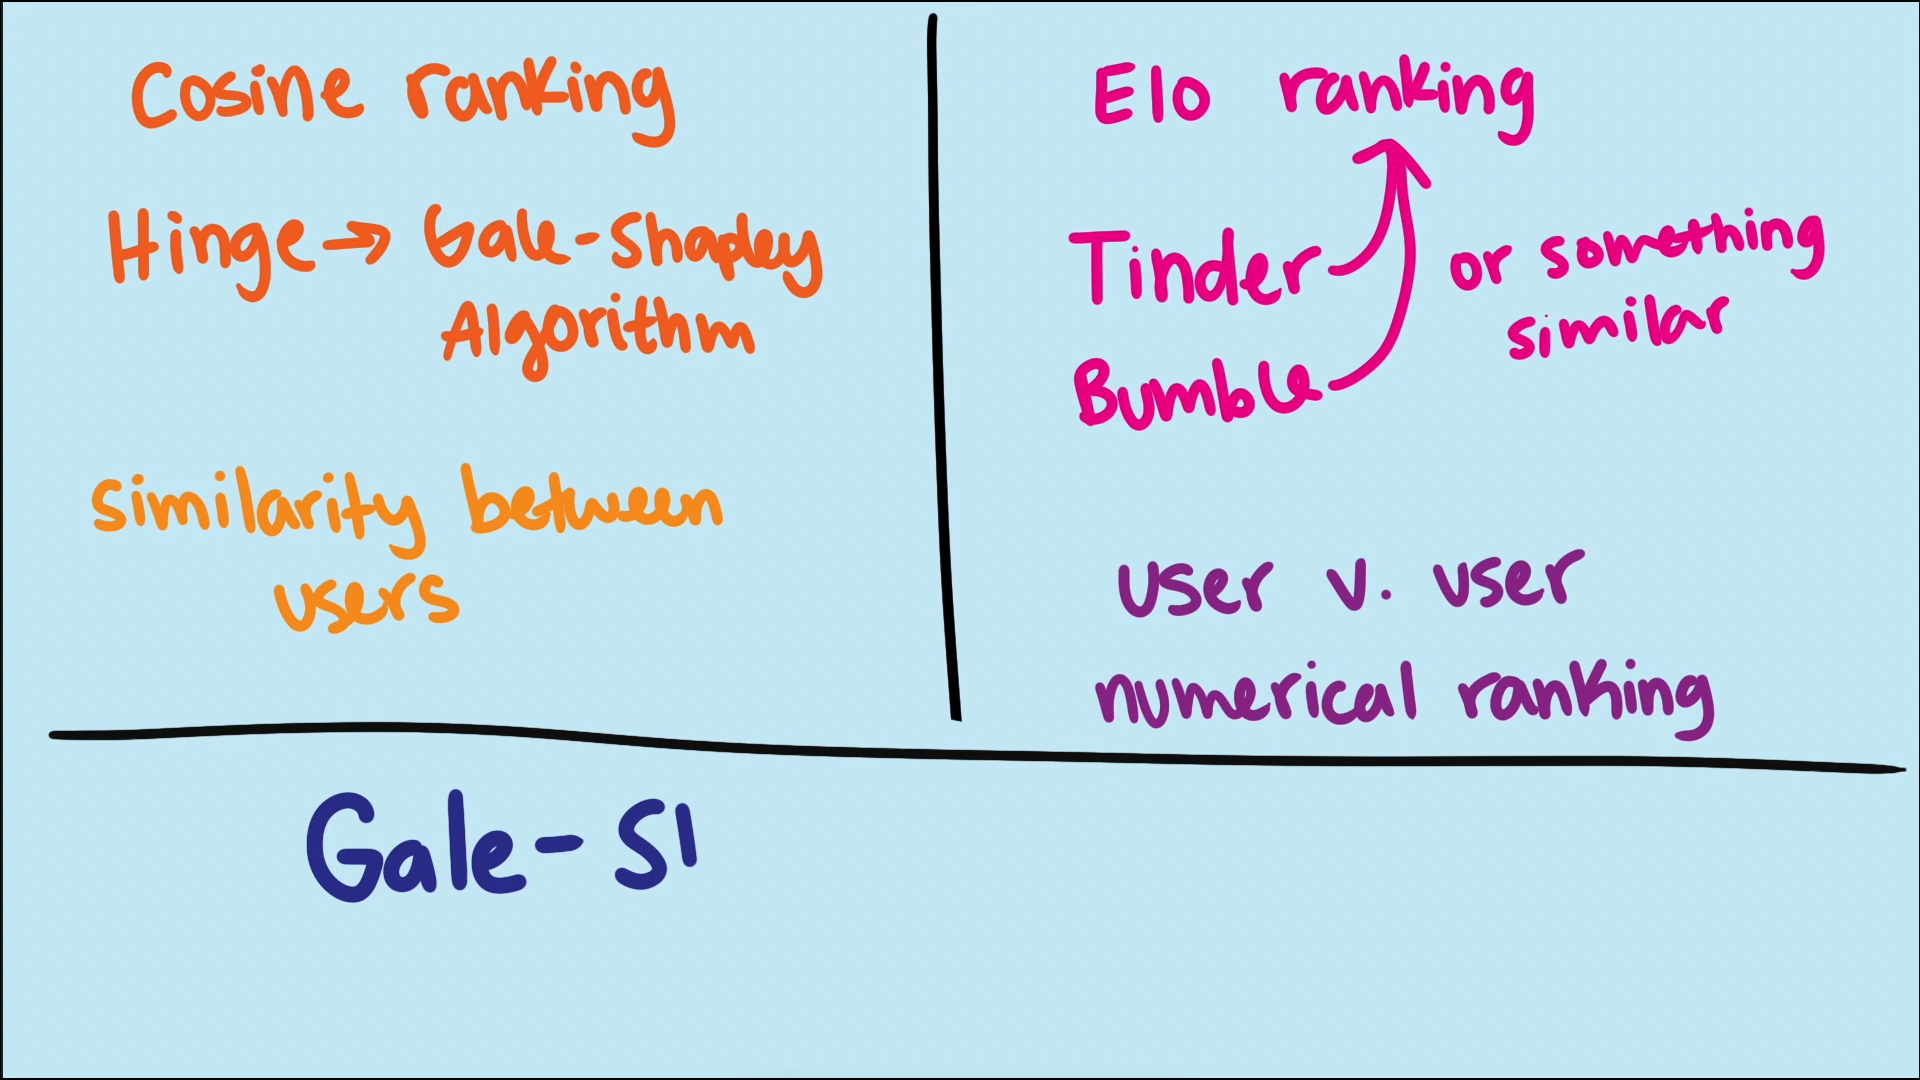 Cosine ranking
Hinge → Gale-Shapley
Algorithm
similarity between
users
Elo ranking
Tinder
Bumble
or something
similar
user v. user
numerical ranking
Gale-Sl